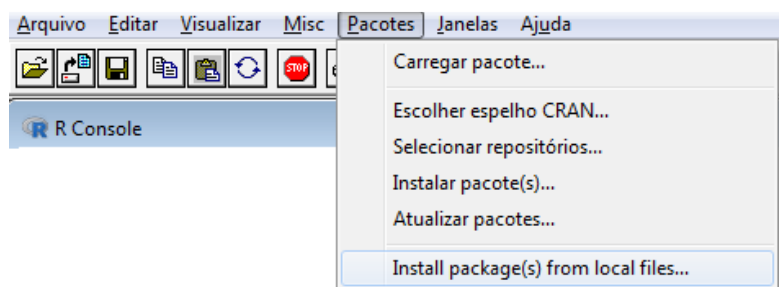 Arquivo Editar Visualizar Misc Pacotes Janelas Ajuda
STOP
Carregar pacote...
R R Console
Escolher espelho CRAN...
Selecionar repositórios...
Instalar pacote(s)...
Atualizar pacotes...
Install package(s) from local files...